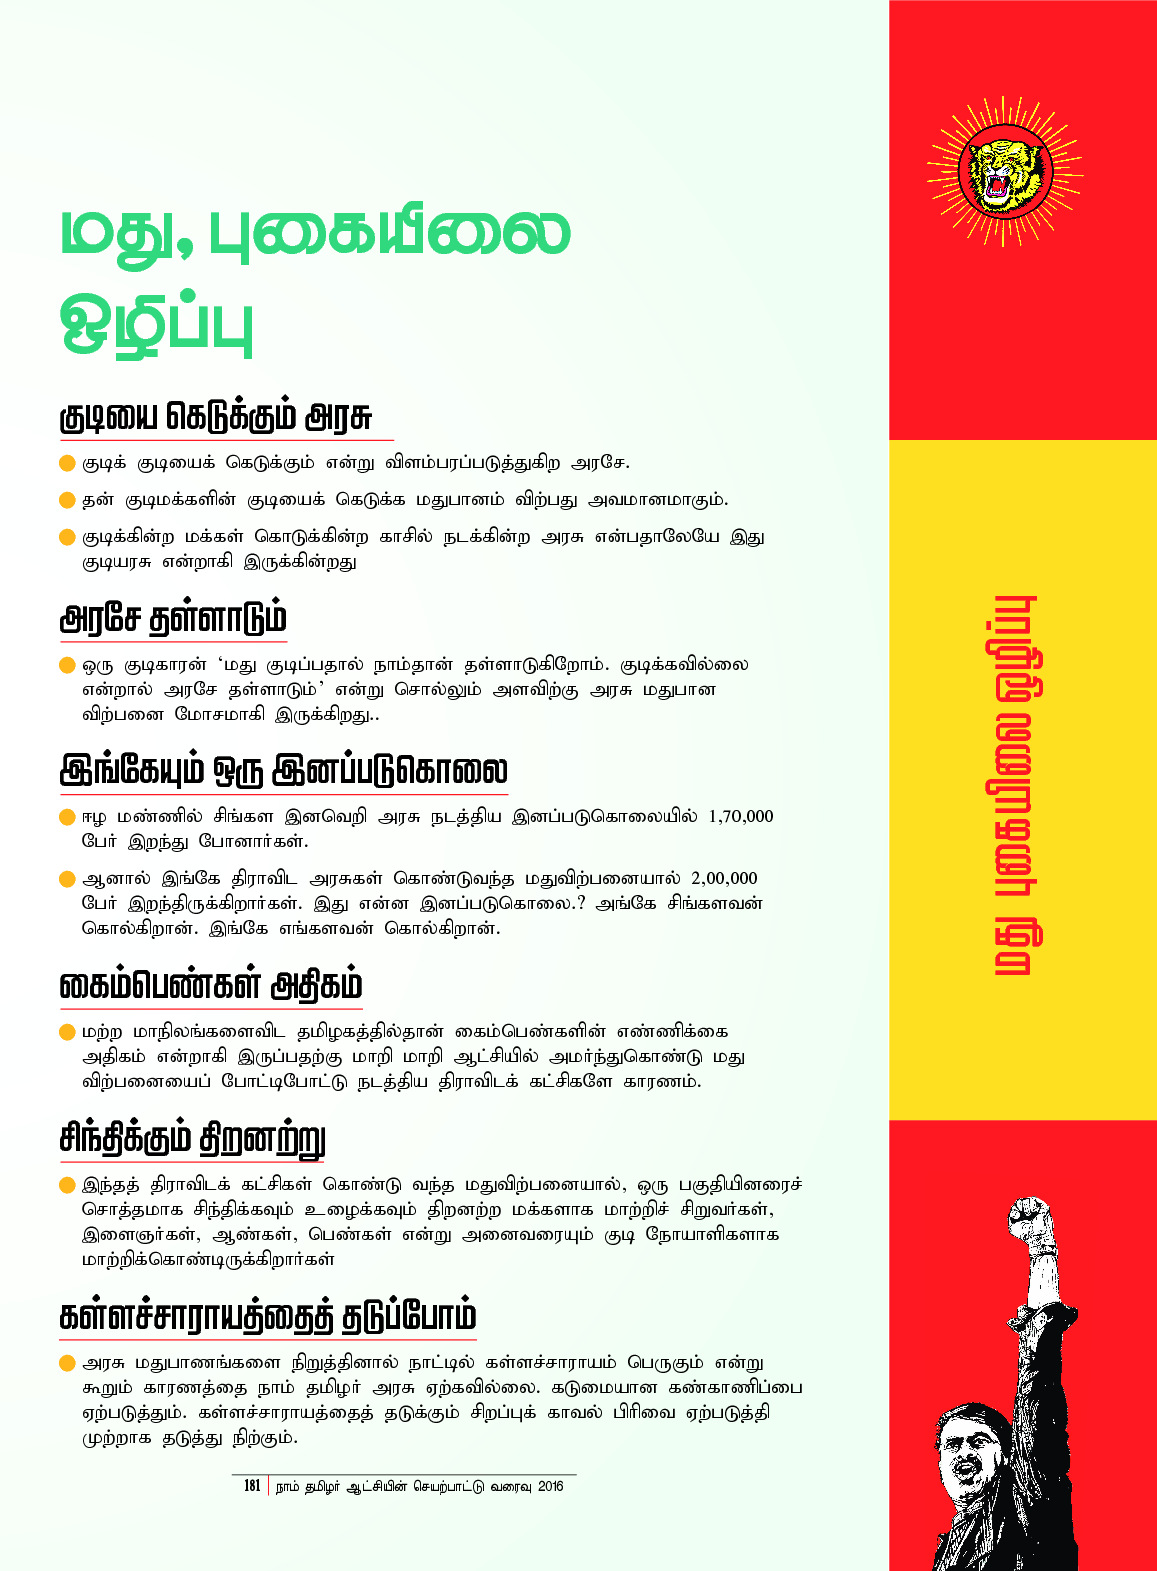 மது, புகையிலை
ஒழிப்பு
குடியை கெடுக்கும் அரசு
குடிக் குடியைக் கெடுக்கும் என்று விளம்பரப்படுத்துகிற அரசே.
தன் குடிமக்களின் குடியைக் கெடுக்க மதுபானம் விற்பது அவமானமாகும்.
குடிக்கின்ற மக்கள் கொடுக்கின்ற காசில் நடக்கின்ற அரசு என்பதாலேயே இது
குடியரசு என்றாகி இருக்கின்றது
அரசே தள்ளாடும்
ஒரு குடிகாரன் ‘மது குடிப்பதால் நாம்தான் தள்ளாடுகிறோம். குடிக்கவில்லை
என்றால் அரசே தள்ளாடும்’ என்று சொல்லும் அளவிற்கு அரசு மதுபான
விற்பனை மோசமாகி இருக்கிறது..
இங்கேயும் ஒரு இனப்படுகொலை
ஈழ மண்ணில் சிங்கள இனவெறி அரசு நடத்திய இனப்படுகொலையில் 1,70,000
பேர் இறந்து போனார்கள்.
ஆனால் இங்கே திராவிட அரசுகள் கொண்டுவந்த மதுவிற்பனையால் 2,00,000
பேர் இறந்திருக்கிறார்கள். இது என்ன இனப்படுகொலை.? அங்கே சிங்களவன்
கொல்கிறான். இங்கே எங்களவன் கொல்கிறான்.
கைம்பெண்கள் அதிகம்
மற்ற மாநிலங்களைவிட தமிழகத்தில்தான் கைம்பெண்களின் எண்ணிக்கை
அதிகம் என்றாகி இருப்பதற்கு மாறி மாறி ஆட்சியில் அமர்ந்துகொண்டு மது
விற்பனையைப் போட்டிபோட்டு நடத்திய திராவிடக் கட்சிகளே காரணம்.
சிந்திக்கும் திறனற்று
இந்தத் திராவிடக் கட்சிகள் கொண்டு வந்த மதுவிற்பனையால், ஒரு பகுதியினரைச்
சொத்தமாக சிந்திக்கவும் உழைக்கவும் திறனற்ற மக்களாக மாற்றிச் சிறுவர்கள்,
இளைஞர்கள், ஆண்கள், பெண்கள் என்று அனைவரையும் குடி நோயாளிகளாக
மாற்றிக்கொண்டிருக்கிறார்கள்
கள்ளச்சாராயத்தைத் தடுப்போம்
அரசு மதுபாணங்களை நிறுத்தினால் நாட்டில் கள்ளச்சாராயம் பெருகும் என்று
கூறும் காரணத்தை நாம் தமிழர் அரசு ஏற்கவில்லை. கடுமையான கண்காணிப்பை
ஏற்படுத்தும். கள்ளச்சாராயத்தைத் தடுக்கும் சிறப்புக் காவல் பிரிவை ஏற்படுத்தி
முற்றாக தடுத்து நிற்கும்.
181 நாம் தமிழர் ஆட்சியின் செயற்பாட்டு வரைவு 2016
மது புகையிலை ஒழிப்பு